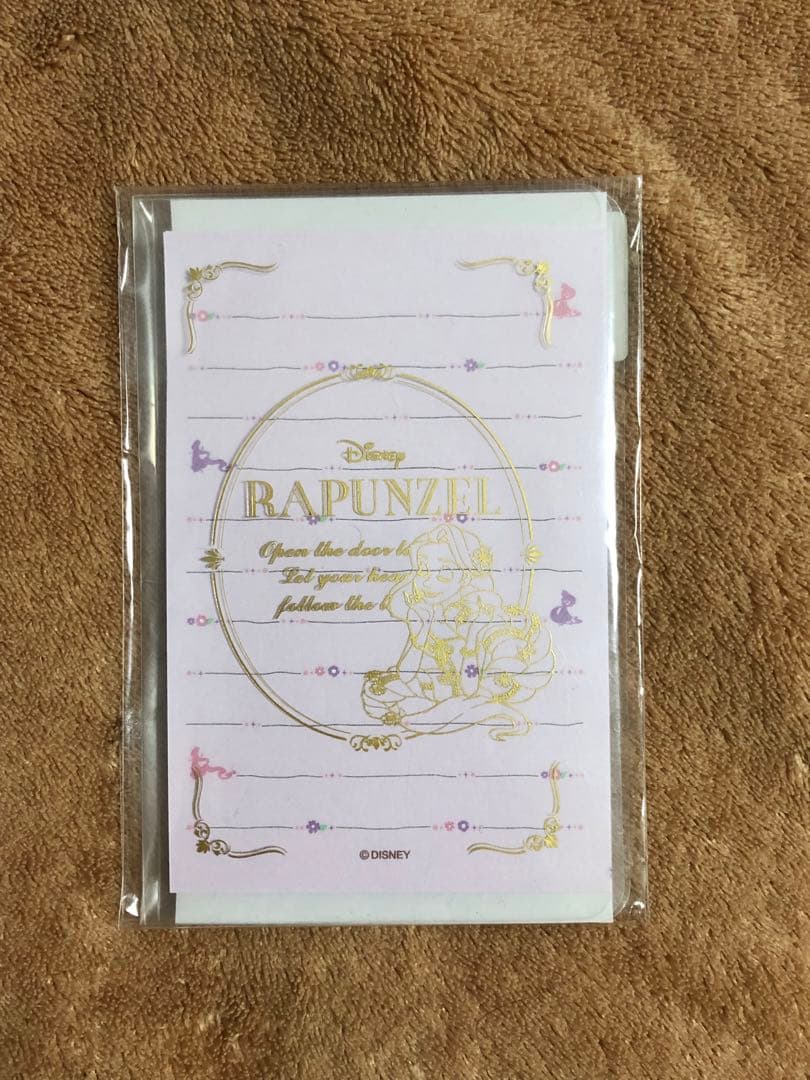 Disney
RAPUNZEL
Open the door
Let your
follow the
© DISNEY